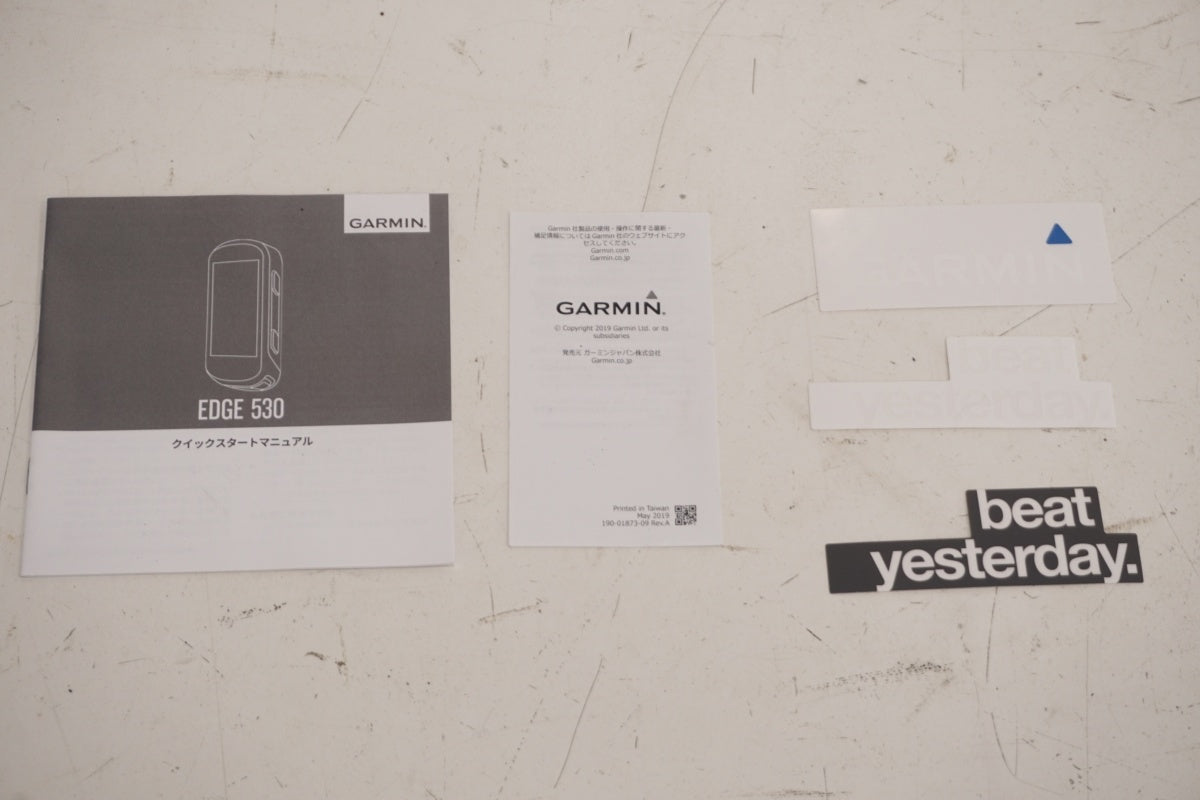 GARMIN.
EDGE 530
クイックスタートマニュアル
Garmin 社製品の使用・操作に関する最新・
補足情報については Garmin 社のウェブサイトにアク
セスしてください。
Garmin.com
Garmin.co.jp
GARMIN.
© Copyright 2019 Garmin Ltd. or its
subsidiaries
発売元 ガーミンジャパン株式会社
Garmin.co.jp
Printed in Taiwan
May 2019
190-01873-09 Rev.A
GARMIN
beat
yesterday.
beat
yesterday.